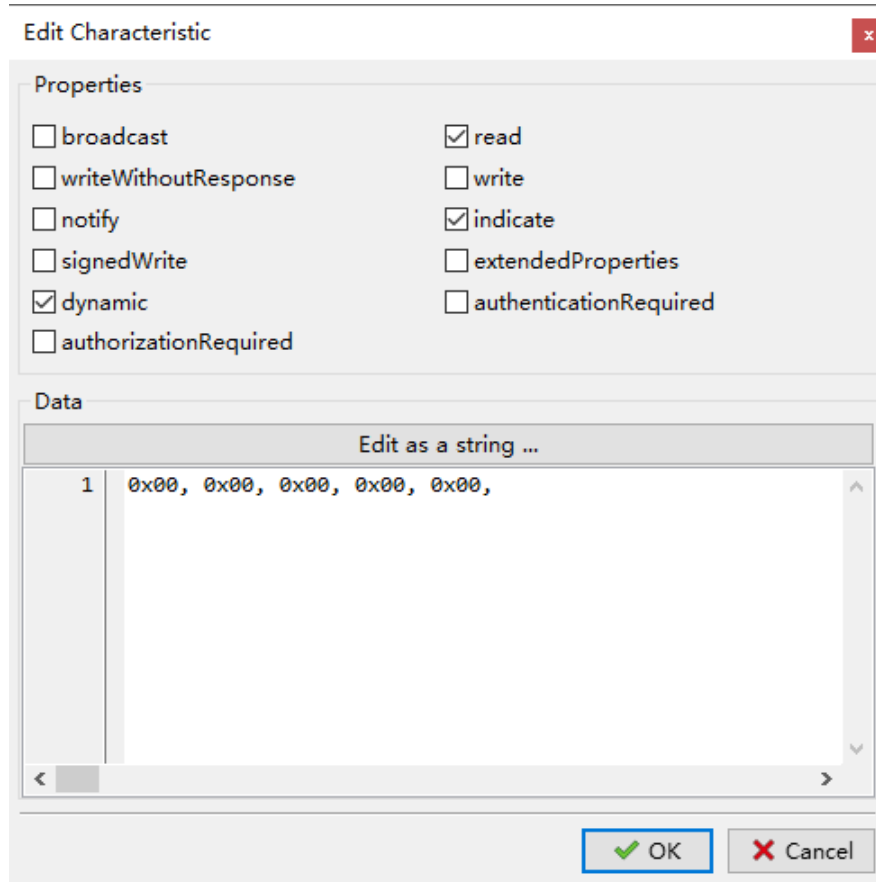 Edit Characteristic
x
Properties
broadcast
read
writeWithoutResponse
write
notify
indicate
signedWrite
extendedProperties
dynamic
authenticationRequired
authorizationRequired
Data
Edit as a string ...
1 0x00, 0x00, 0x00, 0x00, 0x00,
OK
Cancel